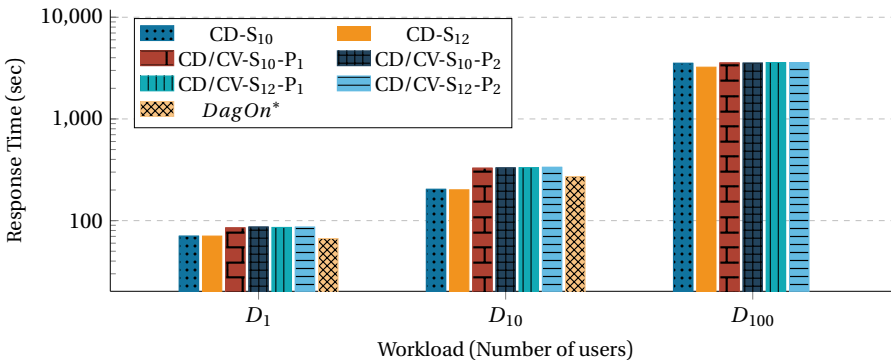 10,000
1,000
100
Response Time (sec)
CD-S₁₀ CD-S₁₂
CD/CV-S₁₀-P₁ CD/CV-S₁₀-P₂
CD/CV-S₁₂-P₁ CD/CV-S₁₂-P₂
DagOn*
D₁ D₁₀ D₁₀₀
Workload (Number of users)